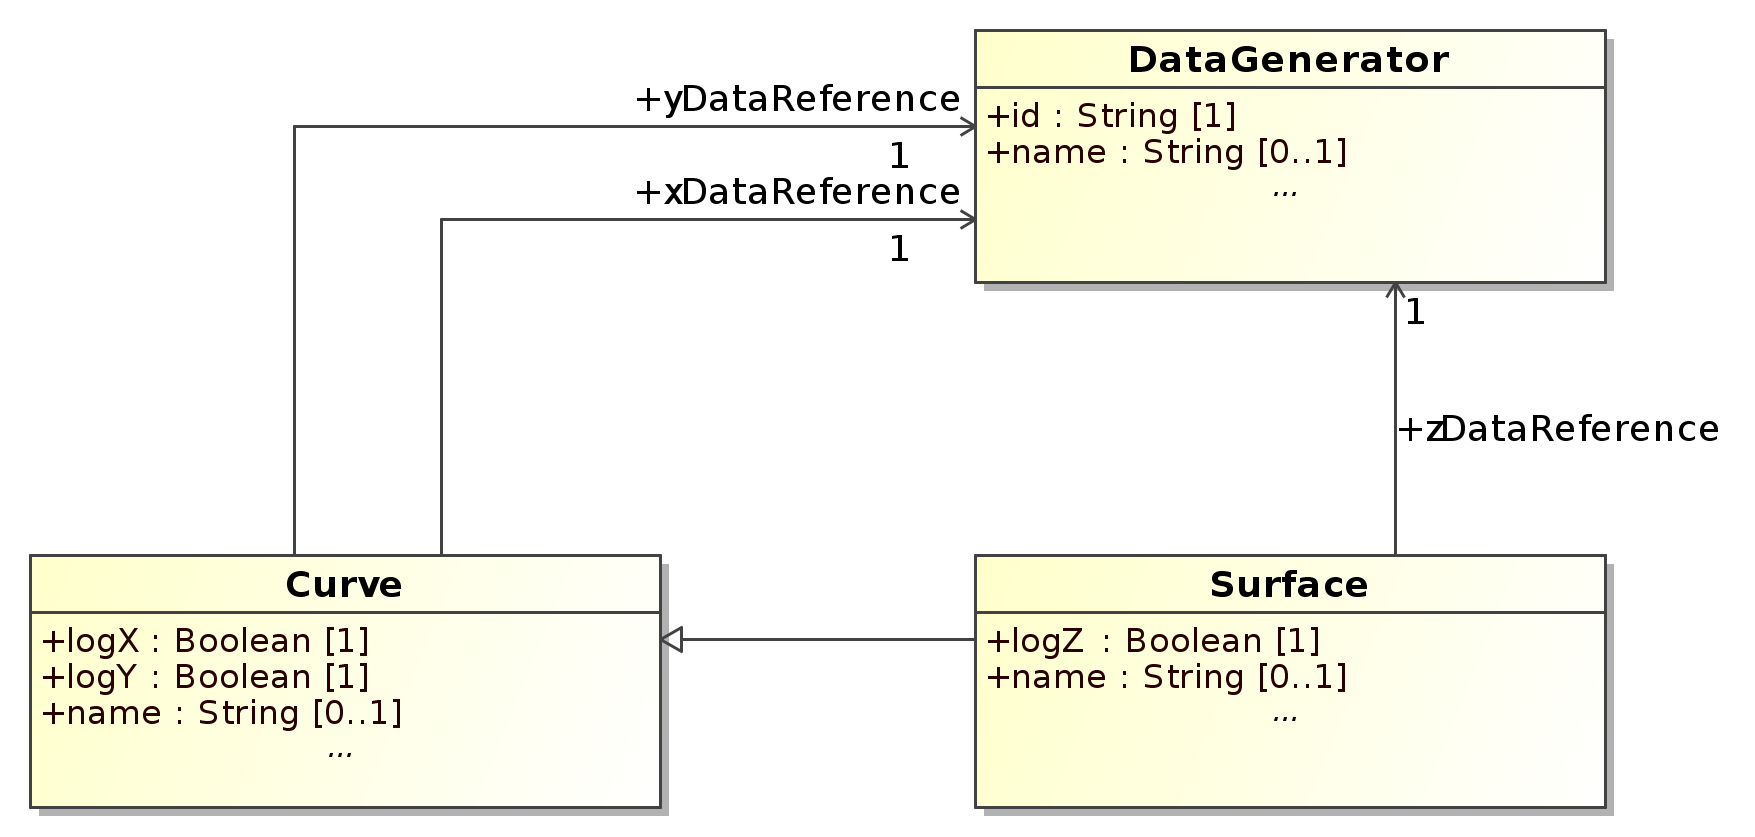 DataGenerator
+id : String [1]
+name : String [0..1]
...
+yDataReference
1
+xDataReference
1
1
+zDataReference
Curve
+logX : Boolean [1]
+logY : Boolean [1]
+name : String [0..1]
...
Surface
+logZ : Boolean [1]
+name : String [0..1]
...